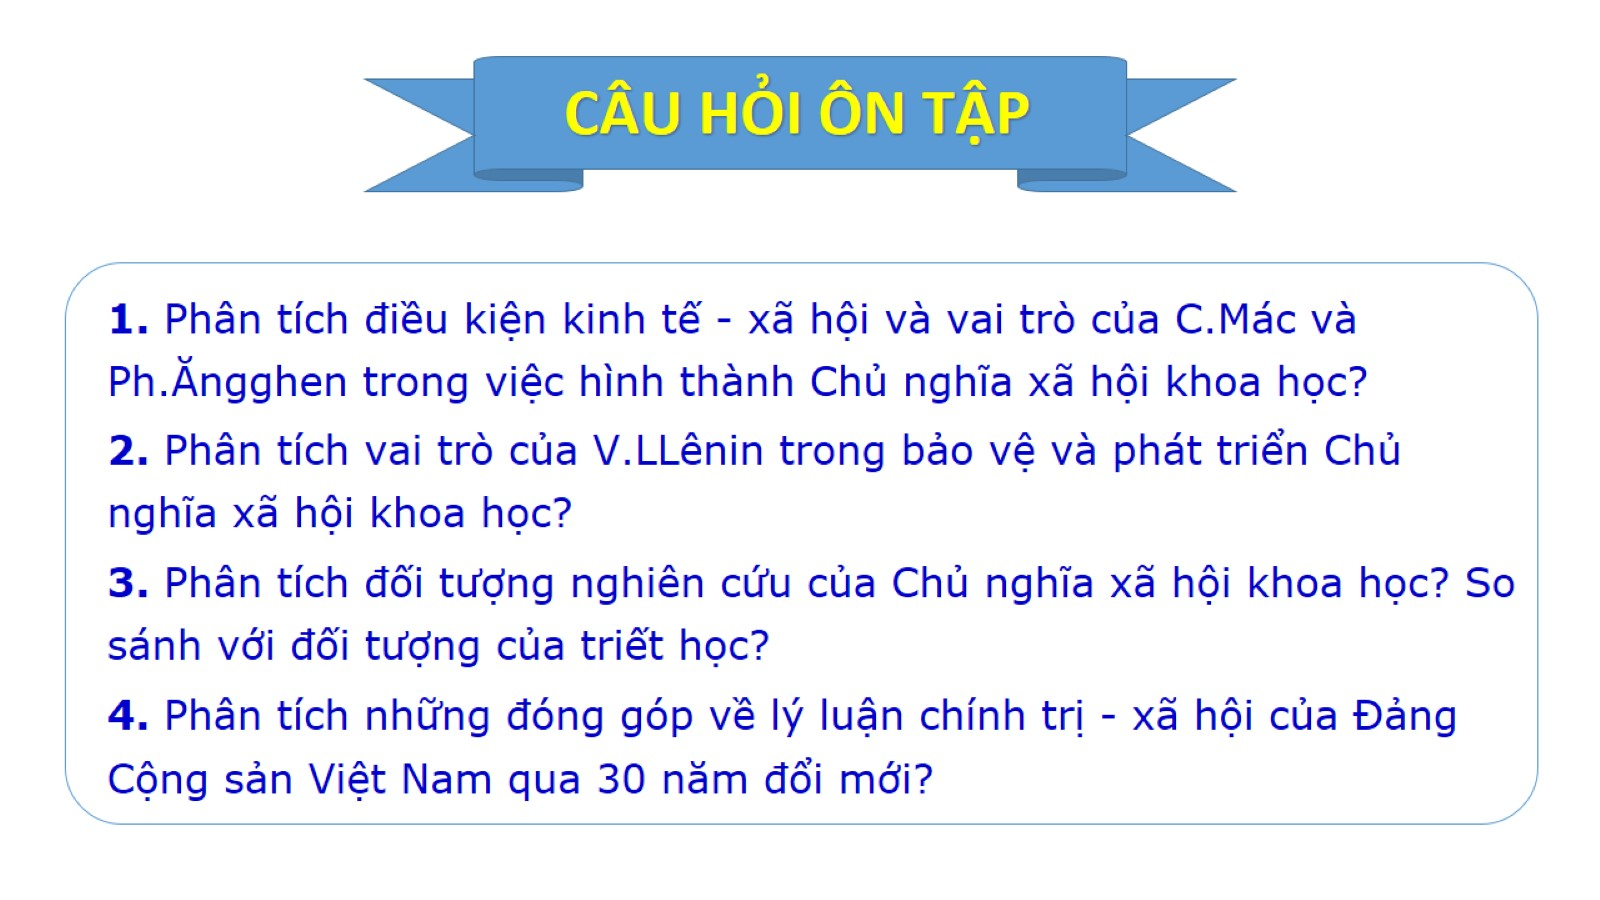 CÂU HỎI ÔN TẬP
1. Phân tích điều kiện kinh tế - xã hội và vai trò của C.Mác và
Ph.Ăngghen trong việc hình thành Chủ nghĩa xã hội khoa học?
2. Phân tích vai trò của V.LLênin trong bảo vệ và phát triển Chủ
nghĩa xã hội khoa học?
3. Phân tích đối tượng nghiên cứu của Chủ nghĩa xã hội khoa học? So
sánh với đối tượng của triết học?
4. Phân tích những đóng góp về lý luận chính trị - xã hội của Đảng
Cộng sản Việt Nam qua 30 năm đổi mới?